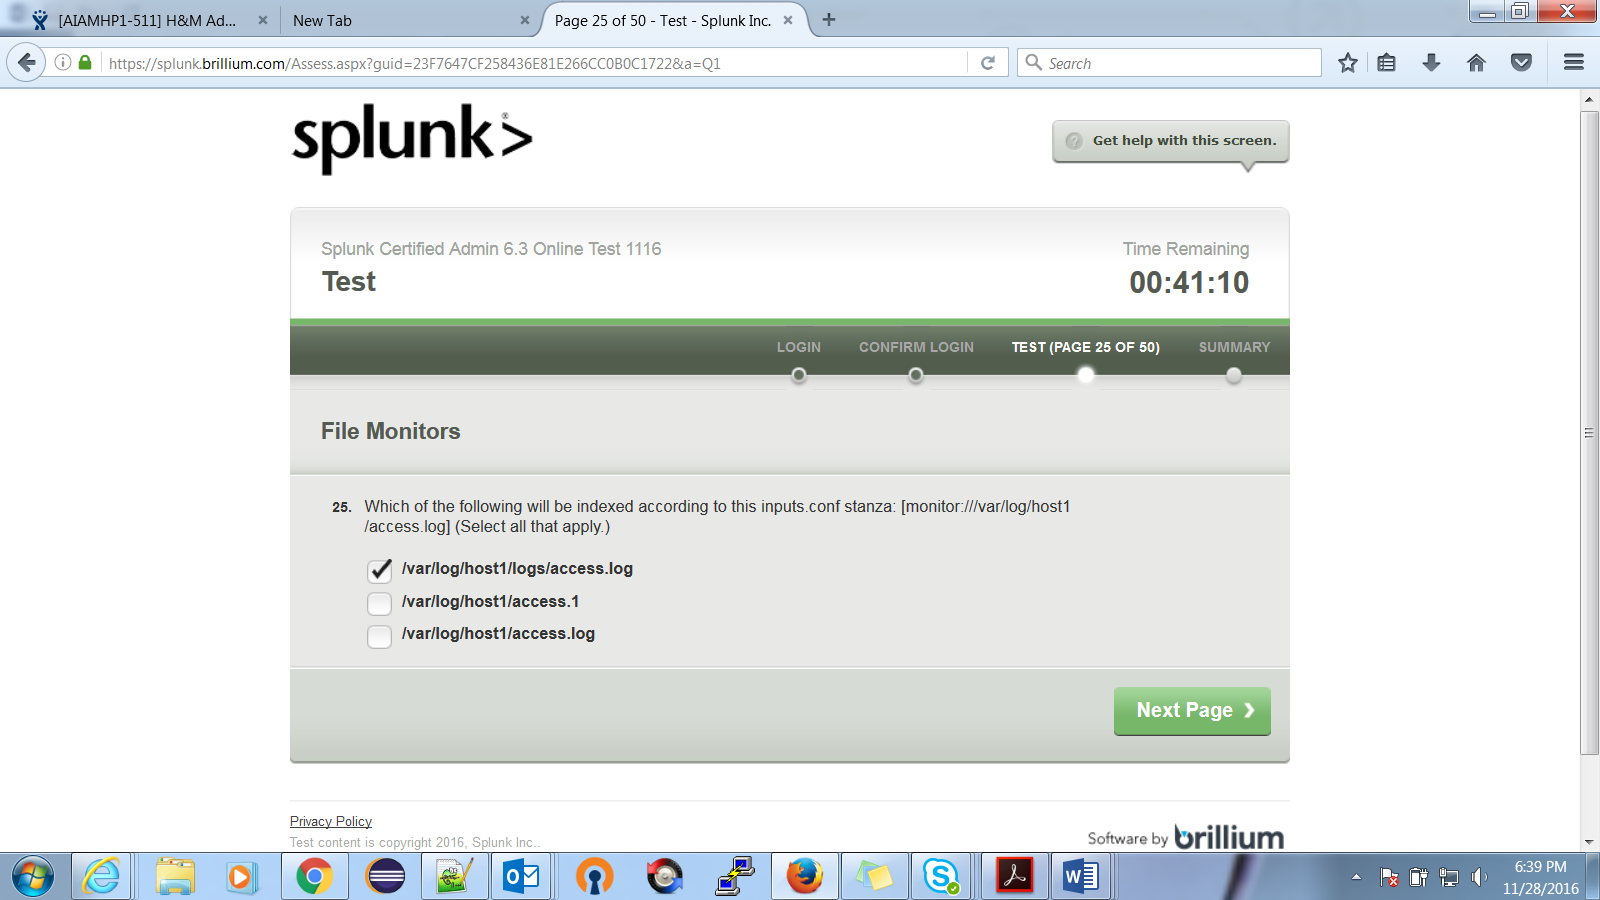 [AIAMHP1-511] H&M Ad...
New Tab
Page 25 of 50 - Test - Splunk Inc.
https://splunk.brillium.com/Assess.aspx?guid=23F7647CF258436E81E266CC0B0C1722&a=Q1
Search
splunk>
Get help with this screen.
Splunk Certified Admin 6.3 Online Test 1116
Time Remaining
Test
00:41:10
LOGIN
CONFIRM LOGIN
TEST (PAGE 25 OF 50)
SUMMARY
File Monitors
25. Which of the following will be indexed according to this inputs.conf stanza: [monitor:///var/log/host1
/access.log] (Select all that apply.)
/var/log/host1/logs/access.log
/var/log/host1/access.1
/var/log/host1/access.log
Next Page
Privacy Policy
Test content is copyright 2016, Splunk Inc..
Software by brillium
6:39 PM
11/28/2016